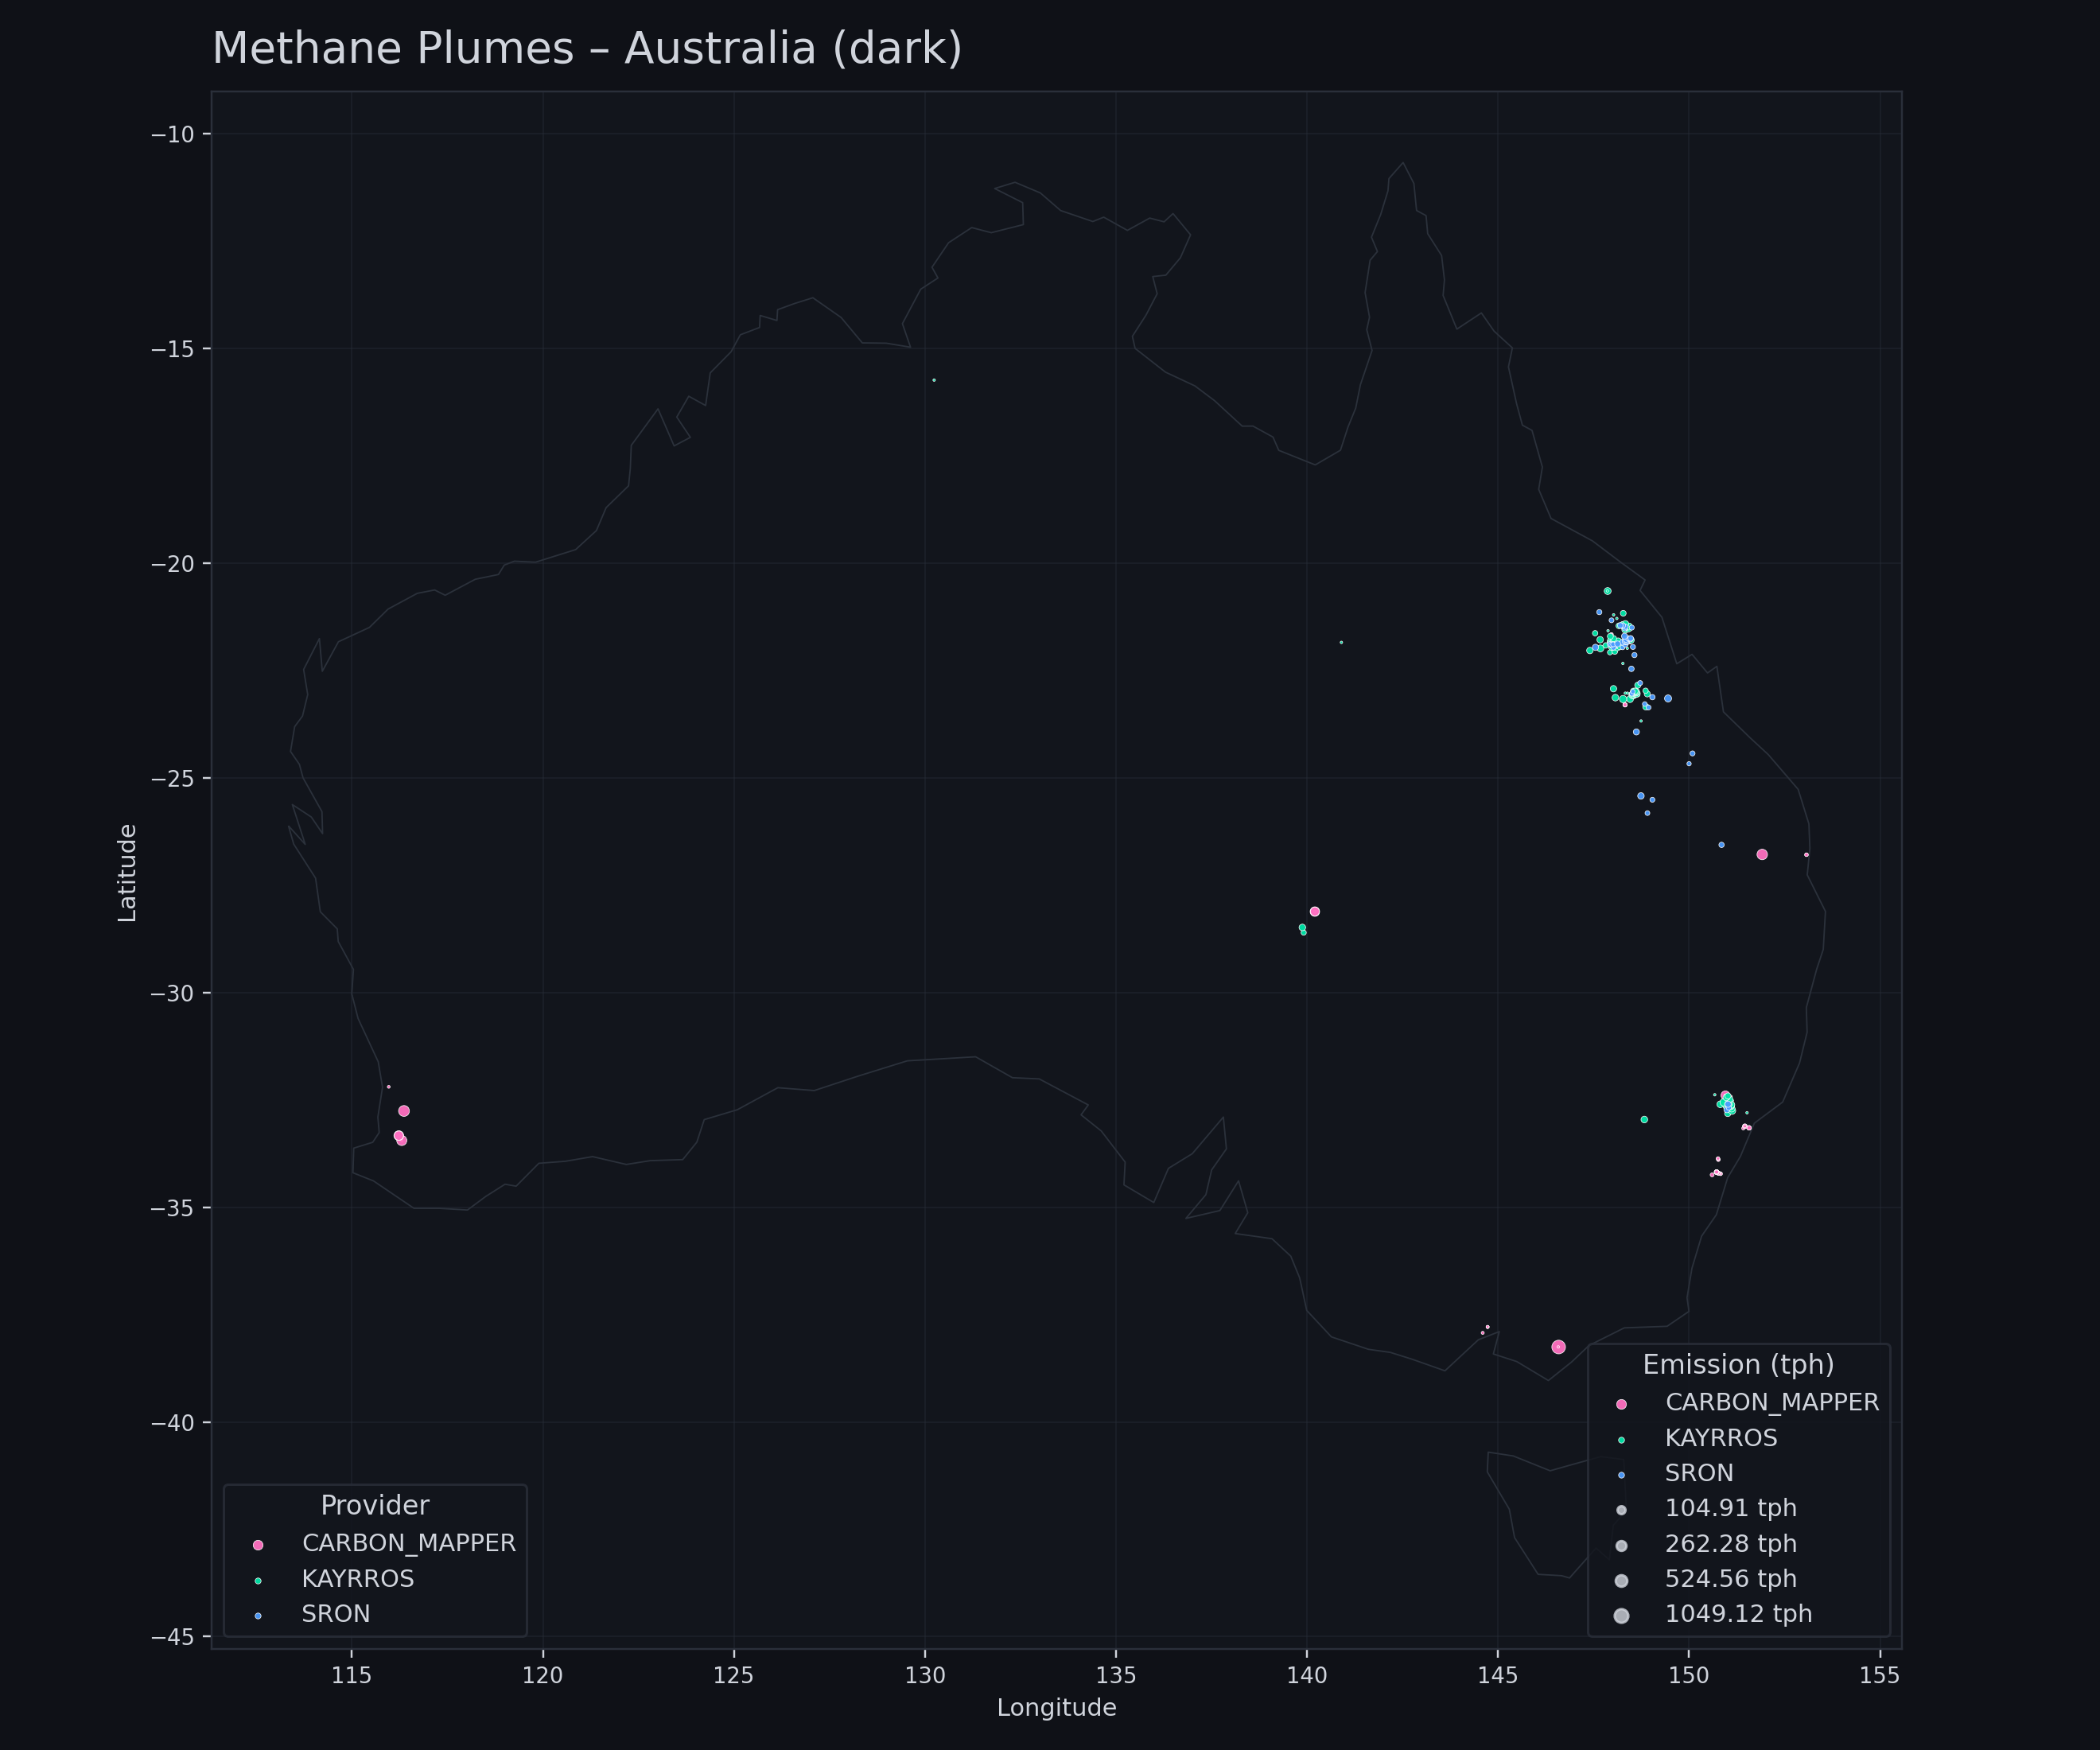 Methane Plumes – Australia (dark)
−10
−15
−20
−25
−30
−35
−40
−45
Latitude
115
120
125
130
135
140
145
150
155
Longitude
Provider
CARBON_MAPPER
KAYRROS
SRON
Emission (tph)
CARBON_MAPPER
KAYRROS
SRON
104.91 tph
262.28 tph
524.56 tph
1049.12 tph